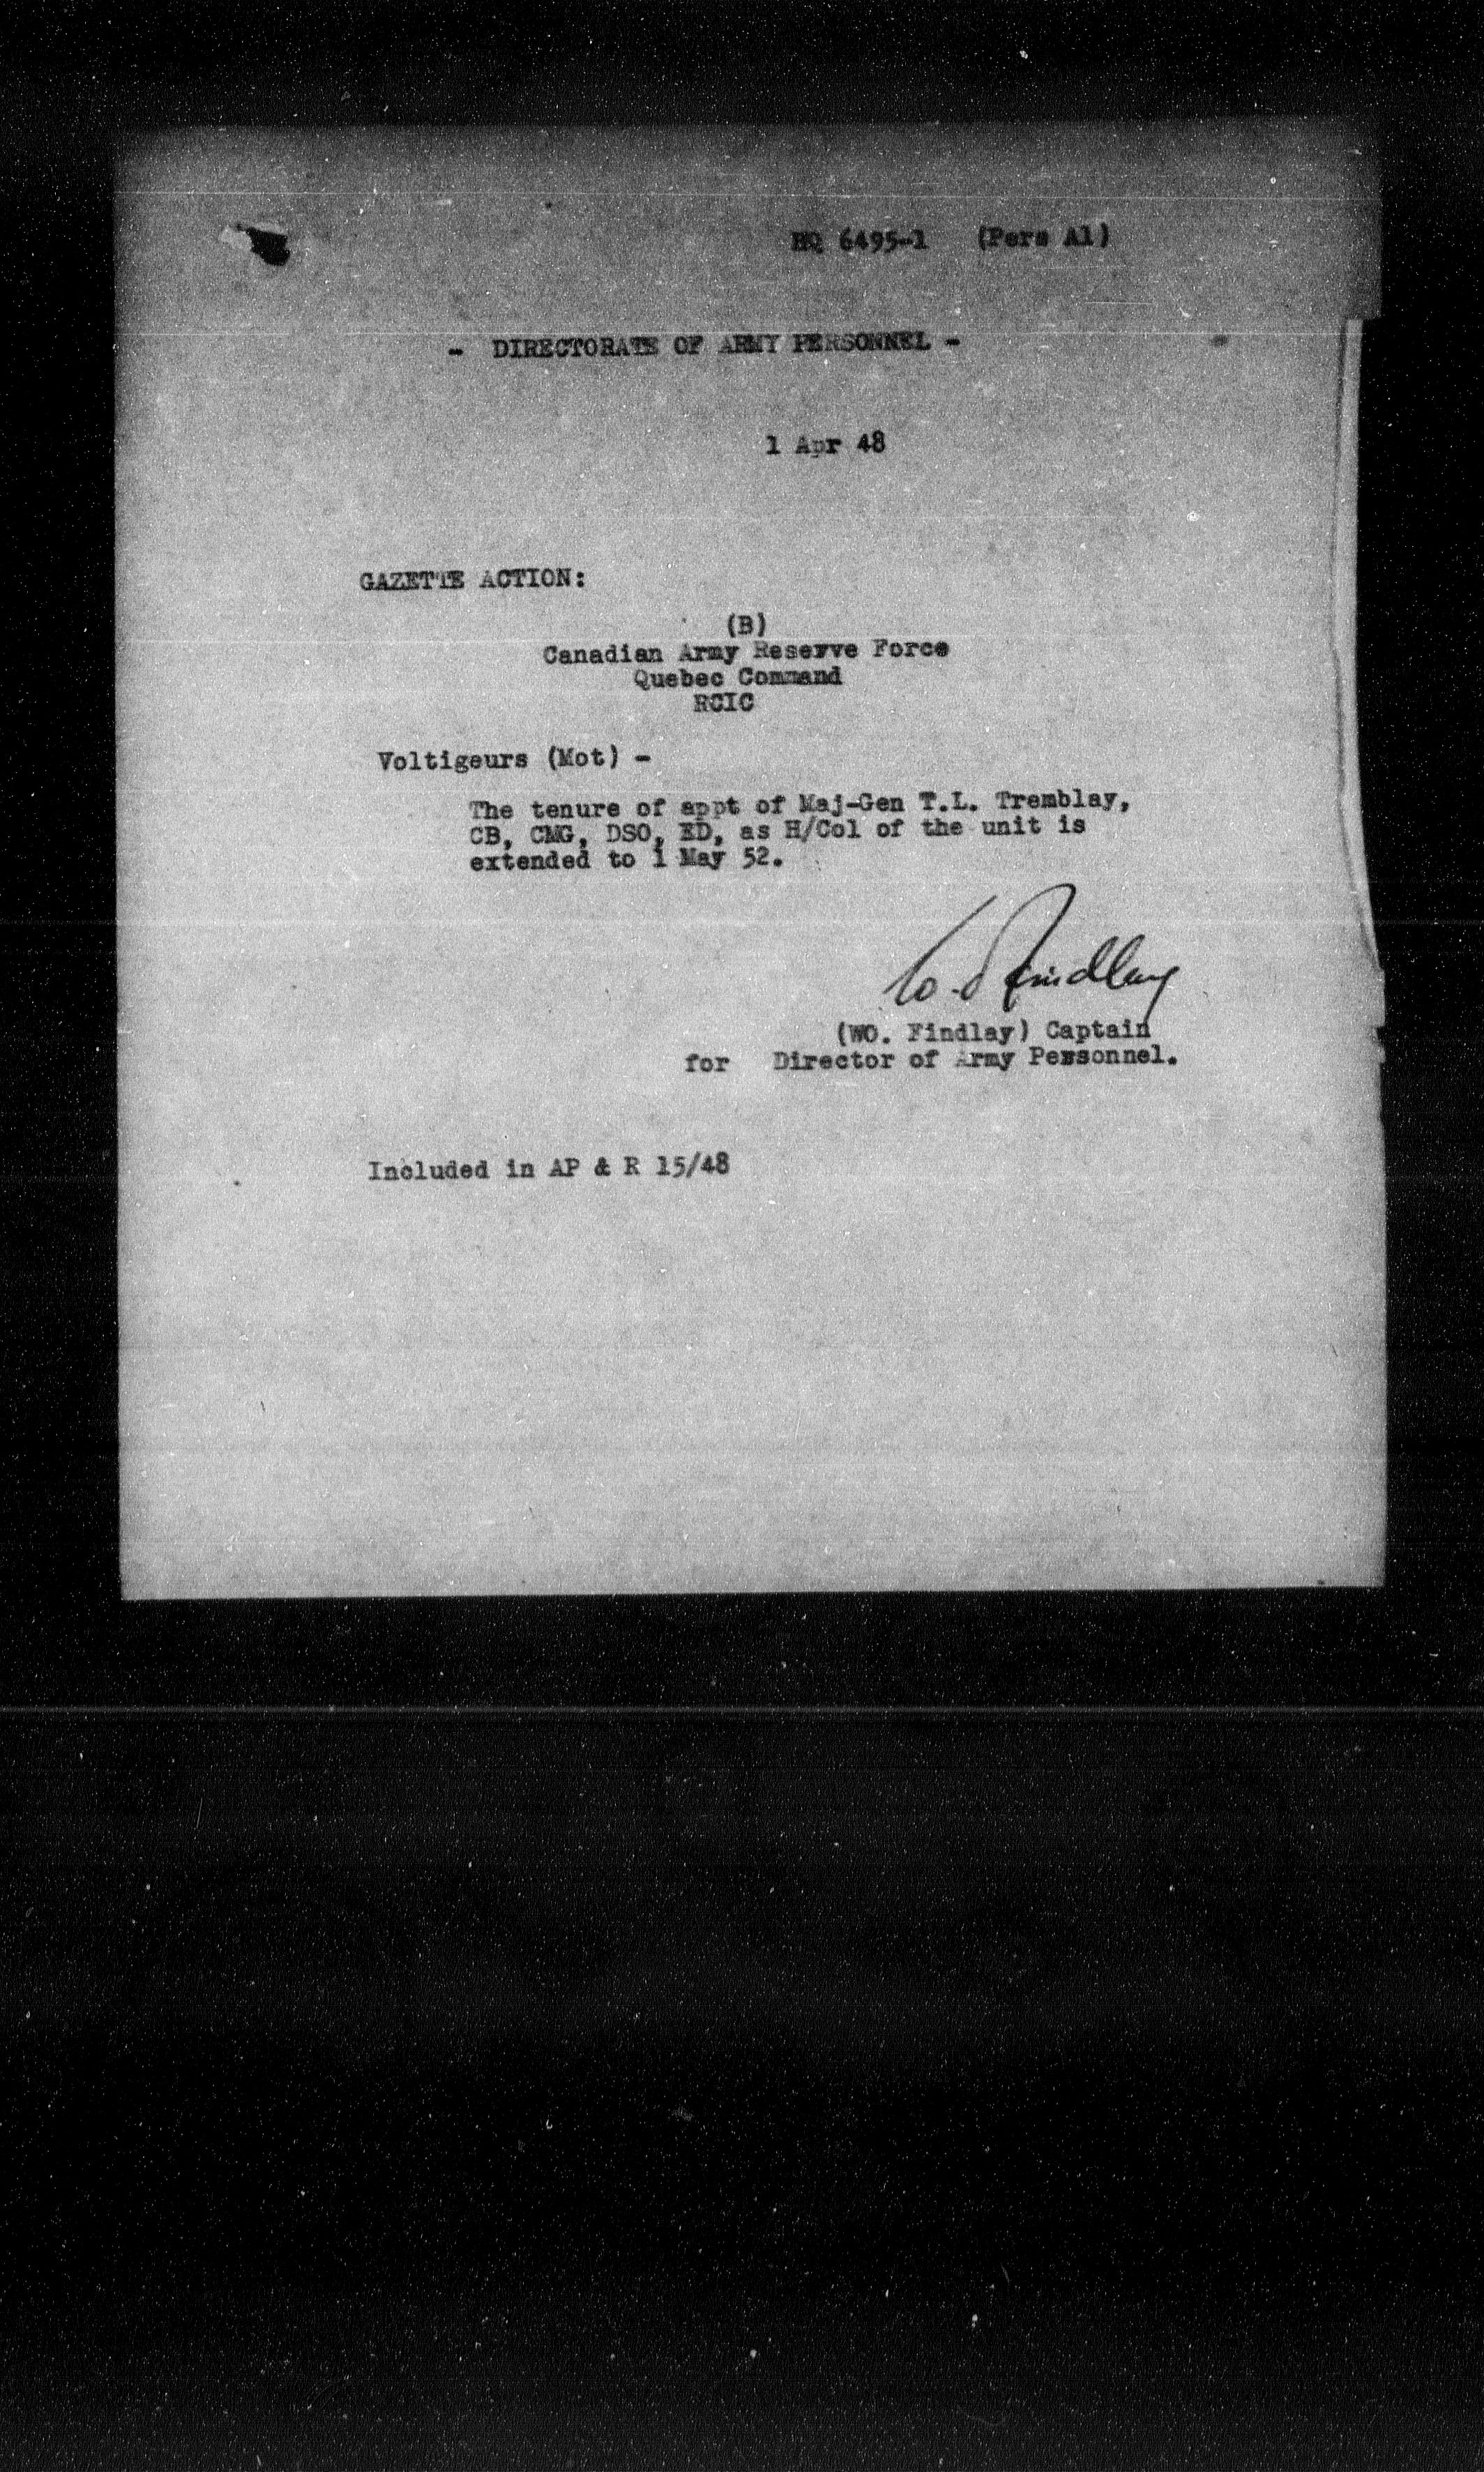 HQ 6495-1 (Pers A1)
- DIRECTORATE OF ARMY PERSONNEL -
1 Apr 48
GAZETTE ACTION:
(B)
Canadian Army Reserve Force
Quebec Command
RCIC
Voltigeurs (Mot) -
The tenure of appt of Maj-Gen T.L. Tremblay,
CB, CMG, DSO, ED, as H/Col of the unit is
extended to 1 May 52.
W.O. Findlay
(WO. Findlay) Captain
for Director of Army Personnel.
Included in AP & R 15/48